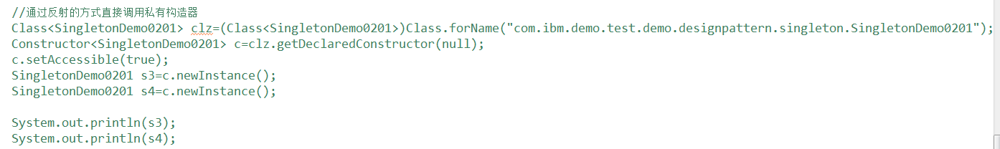 //通过反射的方式直接调用私有构造器
Class<SingletonDemo0201> clz=(Class<SingletonDemo0201>)Class.forName("com.ibm.demo.test.demo.designpattern.singleton.SingletonDemo0201");
Constructor<SingletonDemo0201> c=clz.getDeclaredConstructor(null);
c.setAccessible(true);
SingletonDemo0201 s3=c.newInstance();
SingletonDemo0201 s4=c.newInstance();
System.out.println(s3);
System.out.println(s4);